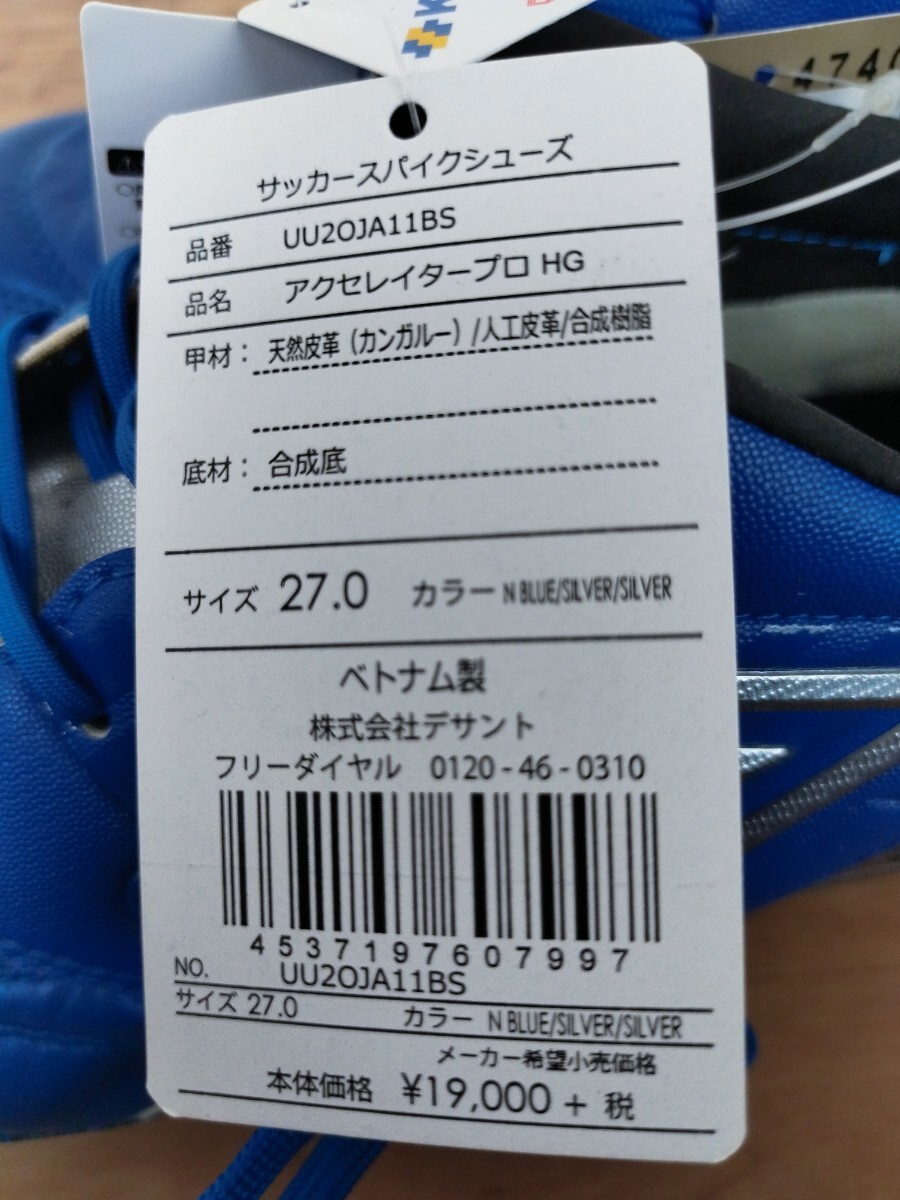 4740
サッカースパイクシューズ
品番 UU2OJA11BS
品名 アクセレイタープロ HG
甲材： 天然皮革（カンガルー）/人工皮革/合成樹脂
底材： 合成底
サイズ 27.0 カラー N BLUE/SILVER/SILVER
ベトナム製
株式会社デサント
フリーダイヤル 0120-46-0310
4537197607997
NO. UU2OJA11BS
サイズ 27.0 カラー N BLUE/SILVER/SILVER
メーカー希望小売価格
本体価格 ¥19,000 + 税